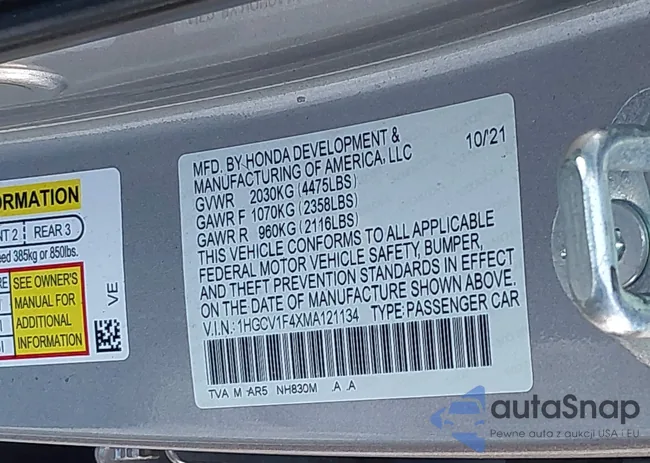 MFD. BY HONDA DEVELOPMENT & 10/21
MANUFACTURING OF AMERICA, LLC
GVWR 2030KG (4475LBS)
GAWR F 1070KG (2358LBS)
GAWR R 960KG (2116LBS)
THIS VEHICLE CONFORMS TO ALL APPLICABLE
FEDERAL MOTOR VEHICLE SAFETY, BUMPER,
AND THEFT PREVENTION STANDARDS IN EFFECT
ON THE DATE OF MANUFACTURE SHOWN ABOVE.
V.I.N.: 1HGCV1F4XMA121134 TYPE: PASSENGER CAR
TVA M AR5 NH830M .A .A
ORMATION
NT 2 REAR 3
eed 385kg or 850lbs.
RE SEE OWNER'S
MANUAL FOR
ADDITIONAL
INFORMATION
VE
autaSnap
Pewne auta z aukcji USA i EU